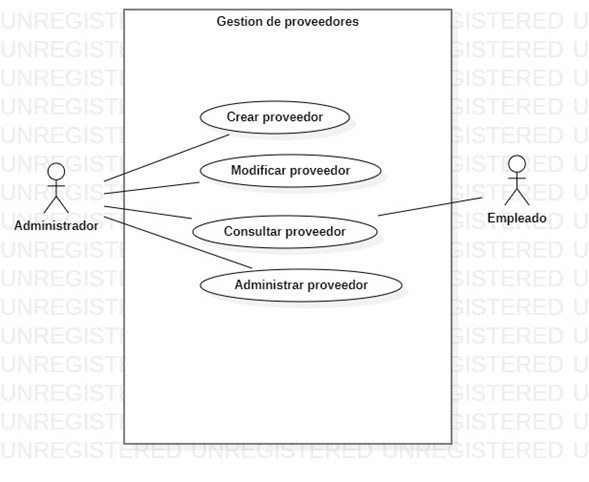 Gestion de proveedores
Crear proveedor
Modificar proveedor
Consultar proveedor
Administrar proveedor
Administrador
Empleado
UNREGISTERED UNREGISTERED UNREGISTERED U